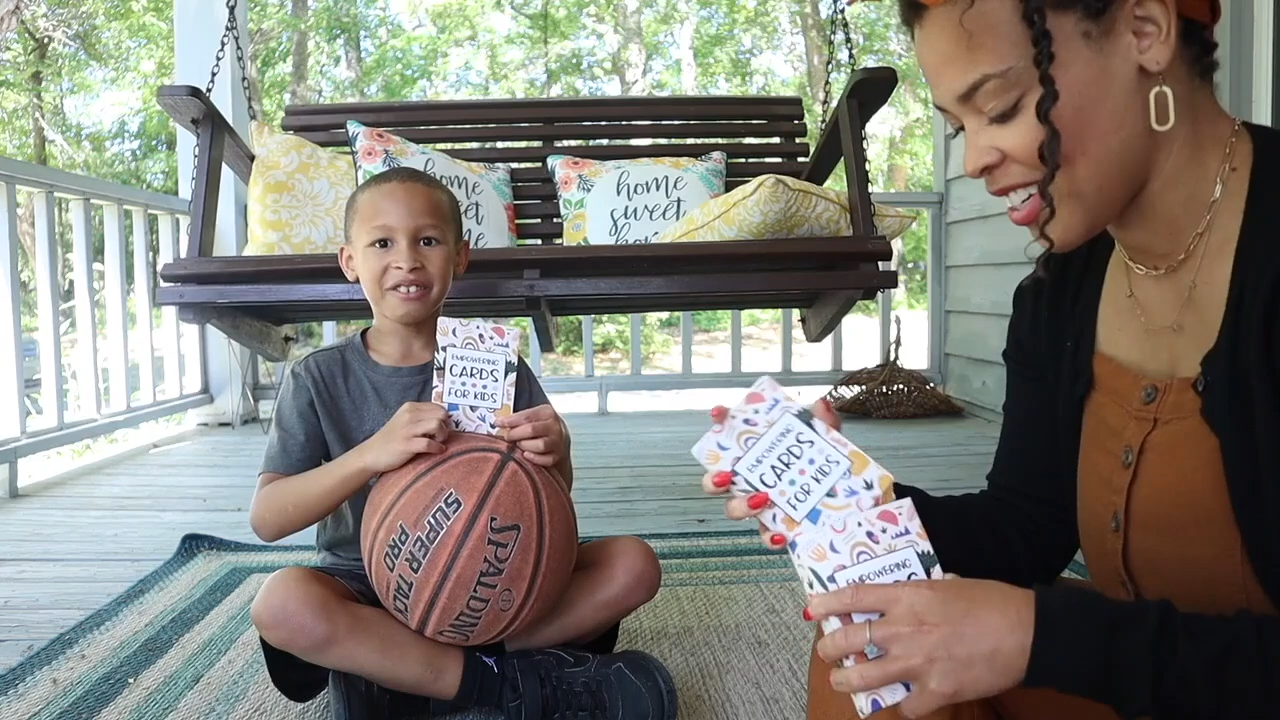 home
sweet
home
sweet
EMPOWERING
CARDS
FOR KIDS
EMPOWERING
CARDS
FOR KIDS
EMPOWERING
SPALDING
SUPER TACK
PRO